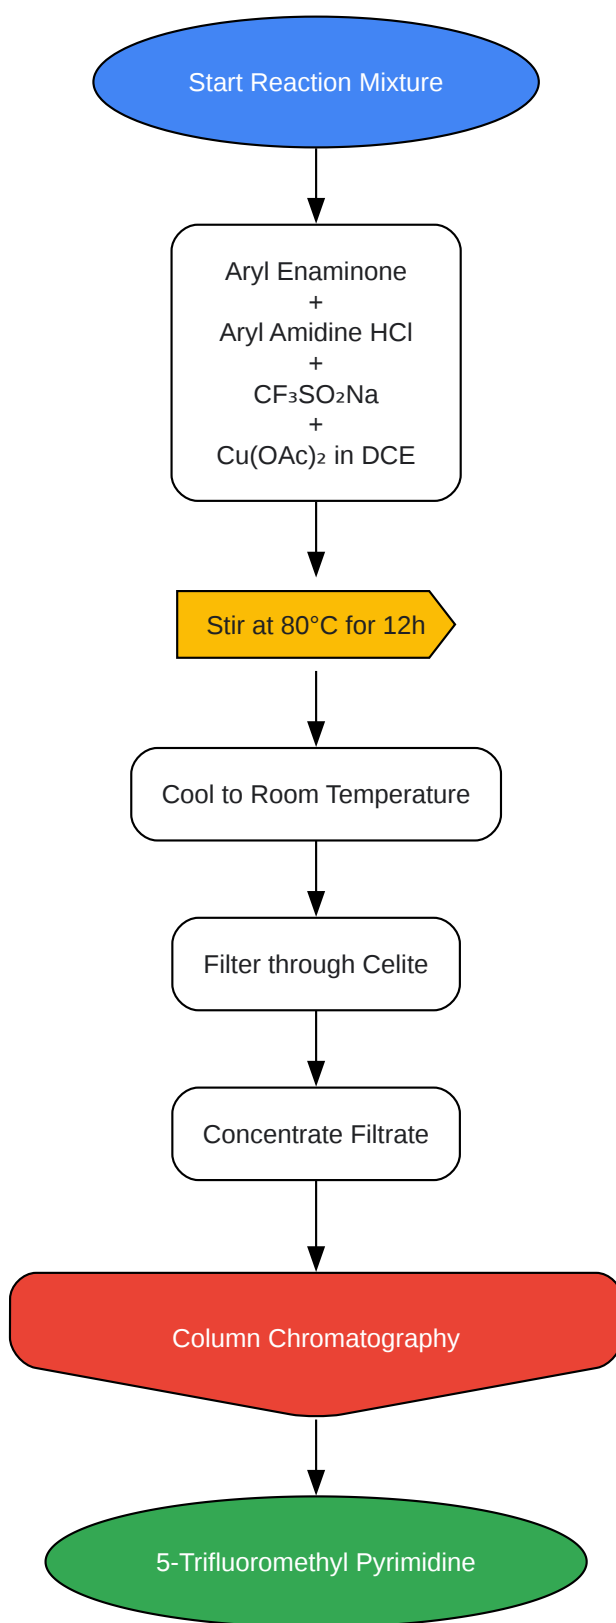 Start Reaction Mixture
Aryl Enaminone
+
Aryl Amidine HCl
+
CF₃SO₂Na
+
Cu(OAc)₂ in DCE
Stir at 80°C for 12h
Cool to Room Temperature
Filter through Celite
Concentrate Filtrate
Column Chromatography
5-Trifluoromethyl Pyrimidine